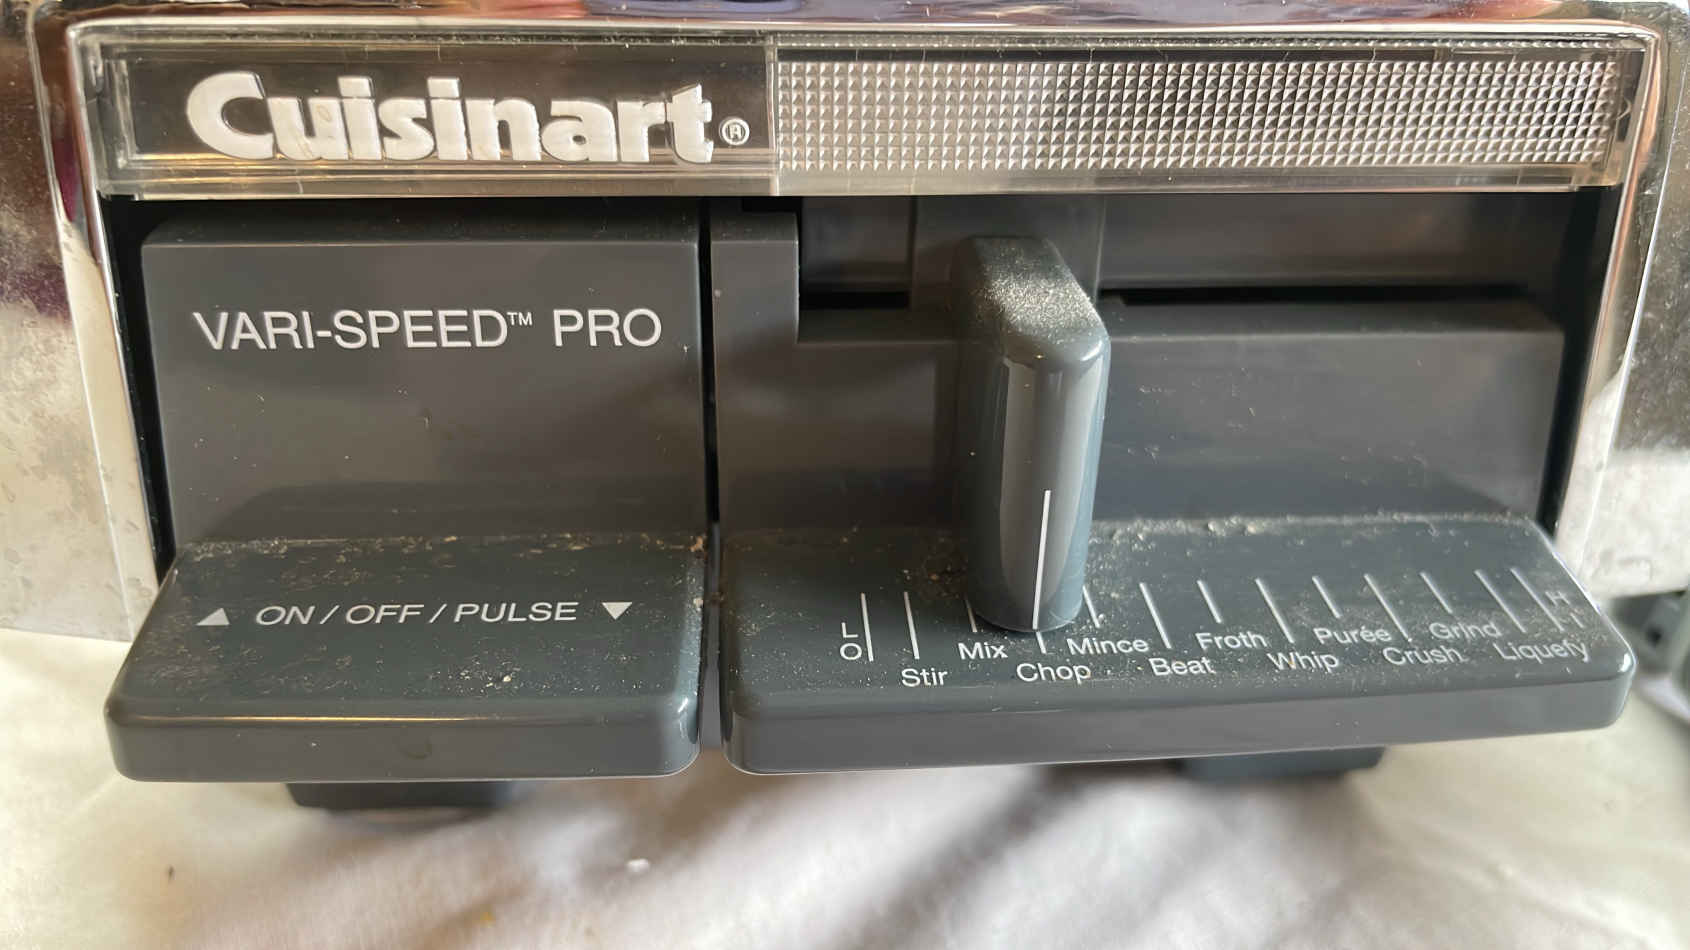 Cuisinart®
VARI-SPEED™ PRO
▲ ON / OFF / PULSE ▼
LO
Stir
Mix
Chop
Mince
Beat
Froth
Whip
Purée
Crush
Grind
Liquefy
HI